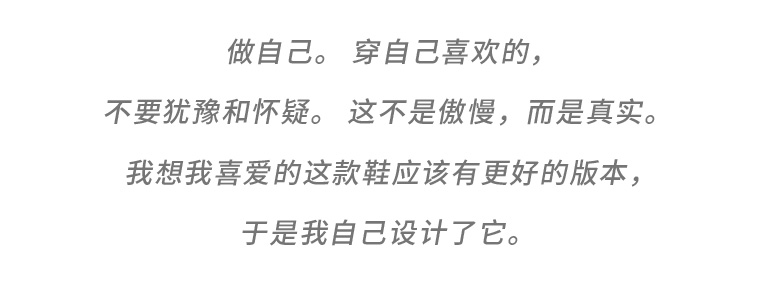 做自己。 穿自己喜欢的，
不要犹豫和怀疑。 这不是傲慢，而是真实。
我想我喜爱的这款鞋应该有更好的版本，
于是我自己设计了它。